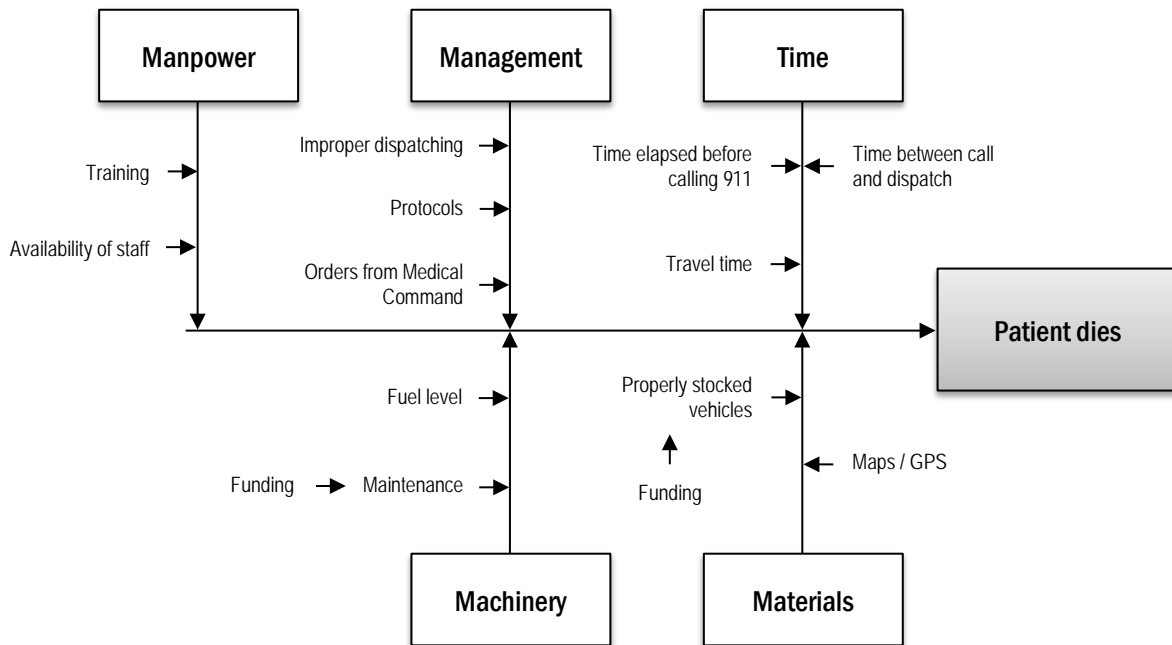 Manpower
Management
Time
Improper dispatching
Training
Time elapsed before
calling 911
Time between call
and dispatch
Protocols
Availability of staff
Orders from Medical
Command
Travel time
Patient dies
Fuel level
Properly stocked
vehicles
Maps / GPS
Funding
Maintenance
Funding
Machinery
Materials